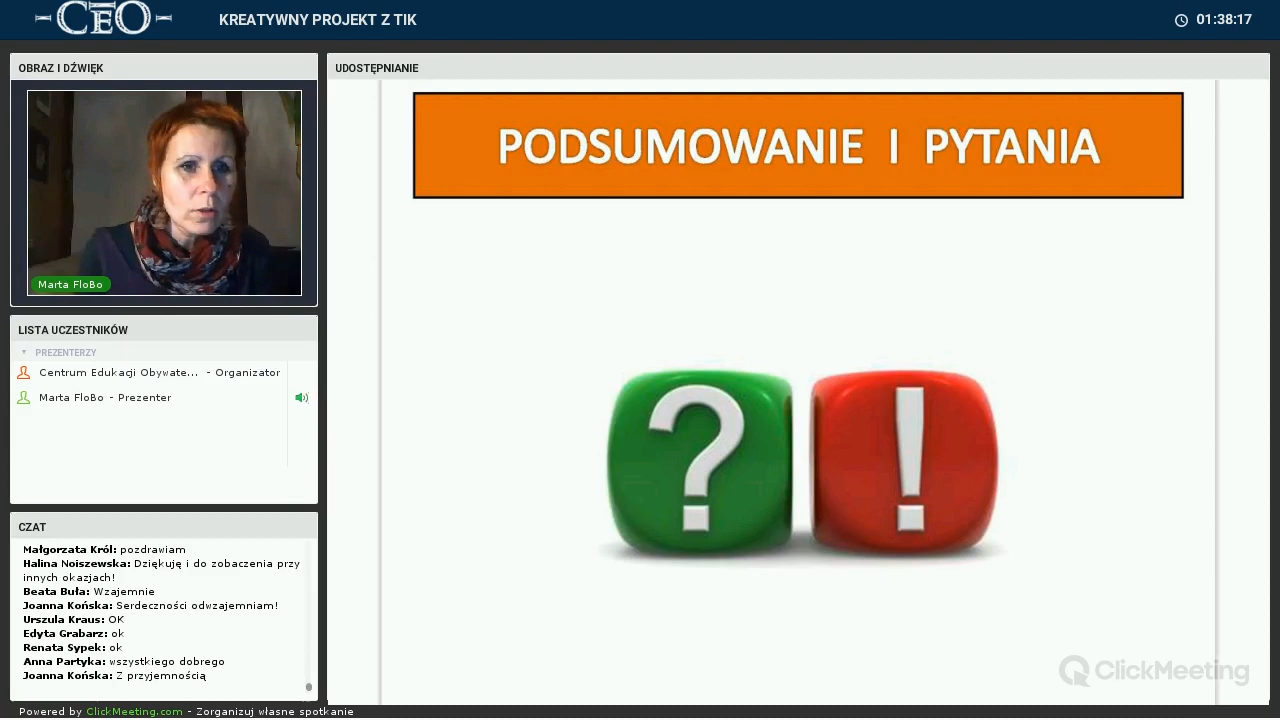 CEO
KREATYWNY PROJEKT Z TIK
01:38:17
OBRAZ I DŹWIĘK
Marta FloBo
LISTA UCZESTNIKÓW
PREZENTERZY
Centrum Edukacji Obywate... - Organizator
Marta FloBo - Prezenter
CZAT
Małgorzata Król: pozdrawiam
Halina Noiszewska: Dziękuję i do zobaczenia przy
innych okazjach!
Beata Buła: Wzajemnie
Joanna Końska: Serdeczności odwzajemniam!
Urszula Kraus: OK
Edyta Grabarz: ok
Renata Sypek: ok
Anna Partyka: wszystkiego dobrego
Joanna Końska: Z przyjemnością
UDOSTĘPNIANIE
PODSUMOWANIE I PYTANIA
? !
ClickMeeting
Powered by ClickMeeting.com - Zorganizuj własne spotkanie